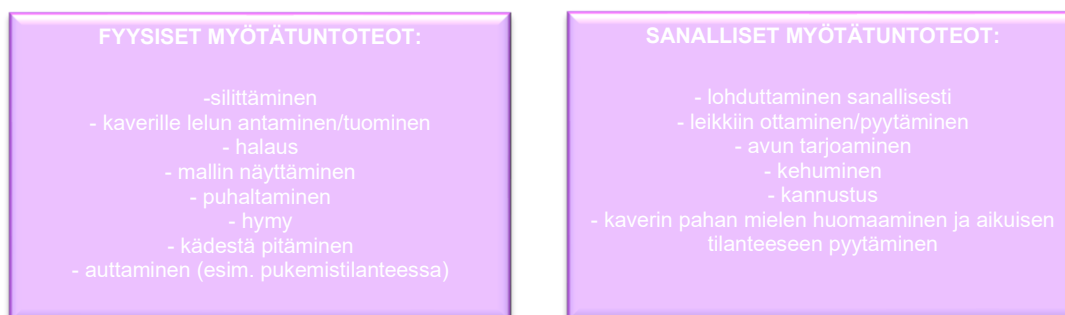 FYYSISET MYÖTÄTUNTOTEOT:
-silittäminen
- kaverille lelun antaminen/tuominen
- halaus
- mallin näyttäminen
- puhaltaminen
- hymy
- kädestä pitäminen
- auttaminen (esim. pukemistilanteessa)
SANALLISET MYÖTÄTUNTOTEOT:
- lohduttaminen sanallisesti
- leikkiin ottaminen/pyytäminen
- avun tarjoaminen
- kehuminen
- kannustus
- kaverin pahan mielen huomaaminen ja aikuisen
tilanteeseen pyytäminen